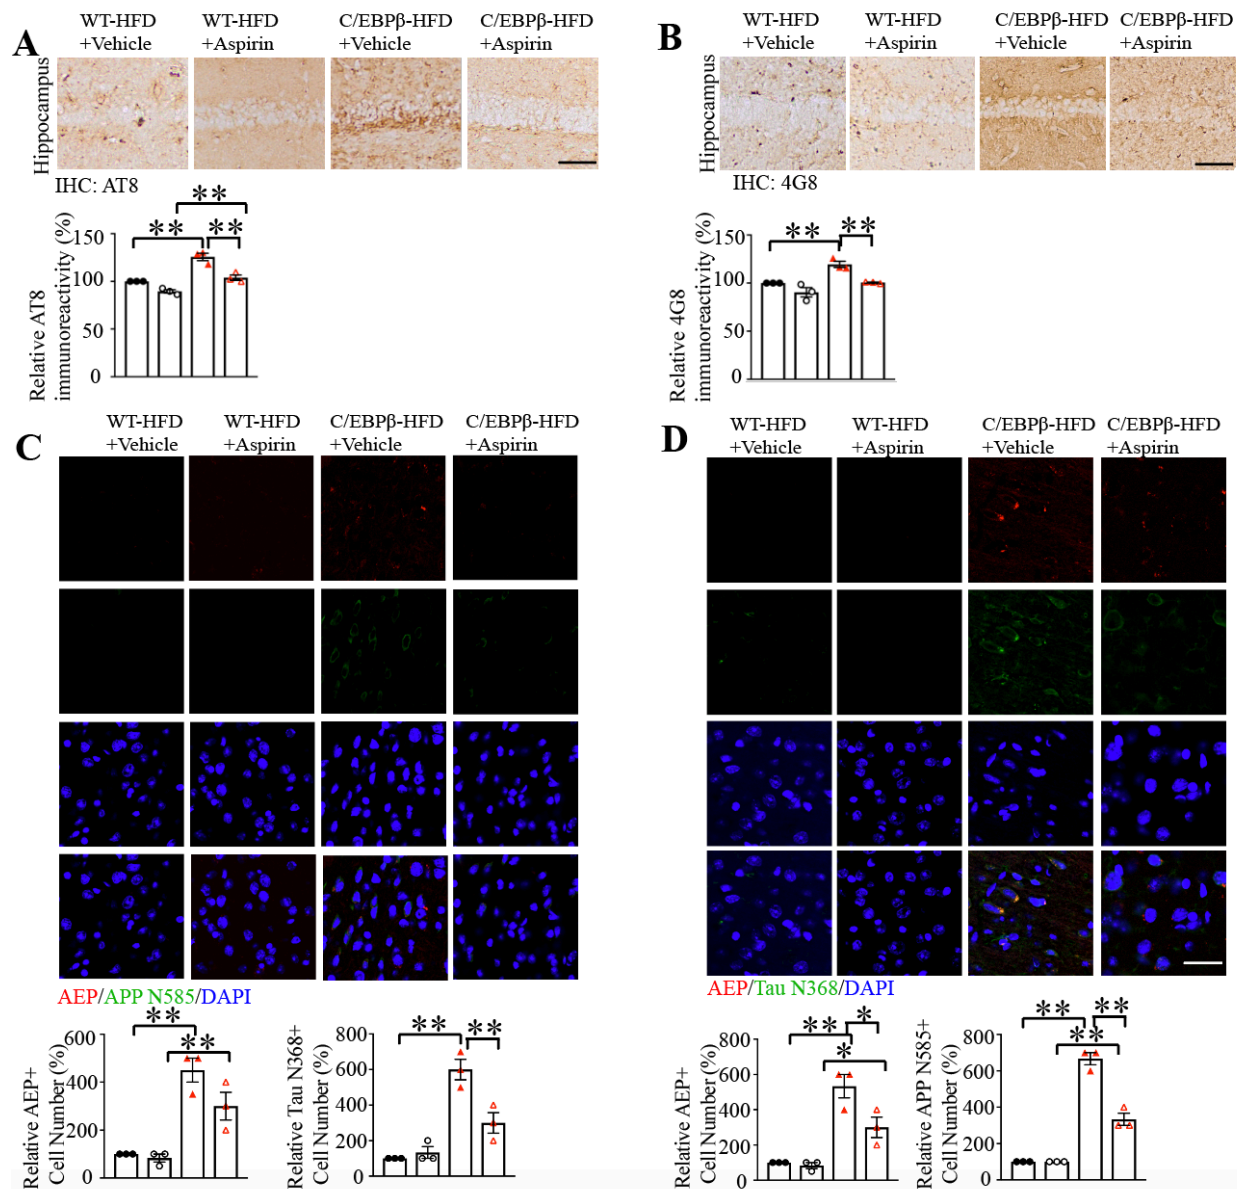 A
WT-HFD
+Vehicle
WT-HFD
+Aspirin
C/EBPβ-HFD
+Vehicle
C/EBPβ-HFD
+Aspirin
Hippocampus
IHC: AT8
**
**
**
Relative AT8
immunoreactivity (%)
150
100
50
0
B
WT-HFD
+Vehicle
WT-HFD
+Aspirin
C/EBPβ-HFD
+Vehicle
C/EBPβ-HFD
+Aspirin
Hippocampus
IHC: 4G8
**
**
Relative 4G8
immunoreactivity (%)
150
100
50
0
C
WT-HFD
+Vehicle
WT-HFD
+Aspirin
C/EBPβ-HFD
+Vehicle
C/EBPβ-HFD
+Aspirin
AEP/APP N585/DAPI
**
**
Relative AEP+
Cell Number (%)
600
400
200
0
**
**
Relative Tau N368+
Cell Number (%)
800
600
400
200
0
D
WT-HFD
+Vehicle
WT-HFD
+Aspirin
C/EBPβ-HFD
+Vehicle
C/EBPβ-HFD
+Aspirin
AEP/Tau N368/DAPI
**
*
*
Relative AEP+
Cell Number (%)
800
600
400
200
0
**
**
**
Relative APP N585+
Cell Number (%)
800
600
400
200
0